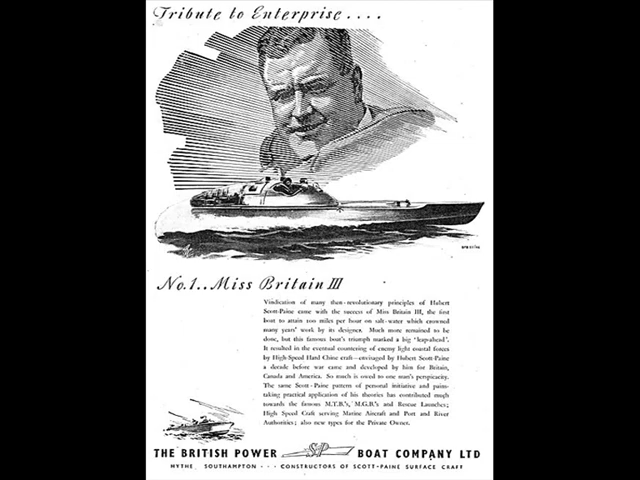 Tribute to Enterprise....
No.1..Miss Britain III
Vindication of many then-revolutionary principles of Hubert
Scott-Paine came with the success of Miss Britain III, the first
boat to attain 100 miles per hour on salt-water which crowned
many years' work by its designer. Much more remained to be
done, but this famous boat's triumph marked a big 'leap-ahead'.
It resulted in the eventual countering of enemy light coastal forces
by High-Speed Hard Chine craft—envisaged by Hubert Scott-Paine
a decade before war came and developed by him for Britain,
Canada and America. So much is owed to one man's perspicacity.
The same Scott-Paine pattern of personal initiative and pains-
taking practical application of his theories has contributed much
towards the famous M.T.B.'s, M.G.B.'s and Rescue Launches;
High Speed Craft serving Marine Aircraft and Port and River
Authorities; also new types for the Private Owner.
THE BRITISH POWER SP BOAT COMPANY LTD
HYTHE, SOUTHAMPTON · · · CONSTRUCTORS OF SCOTT-PAINE SURFACE CRAFT